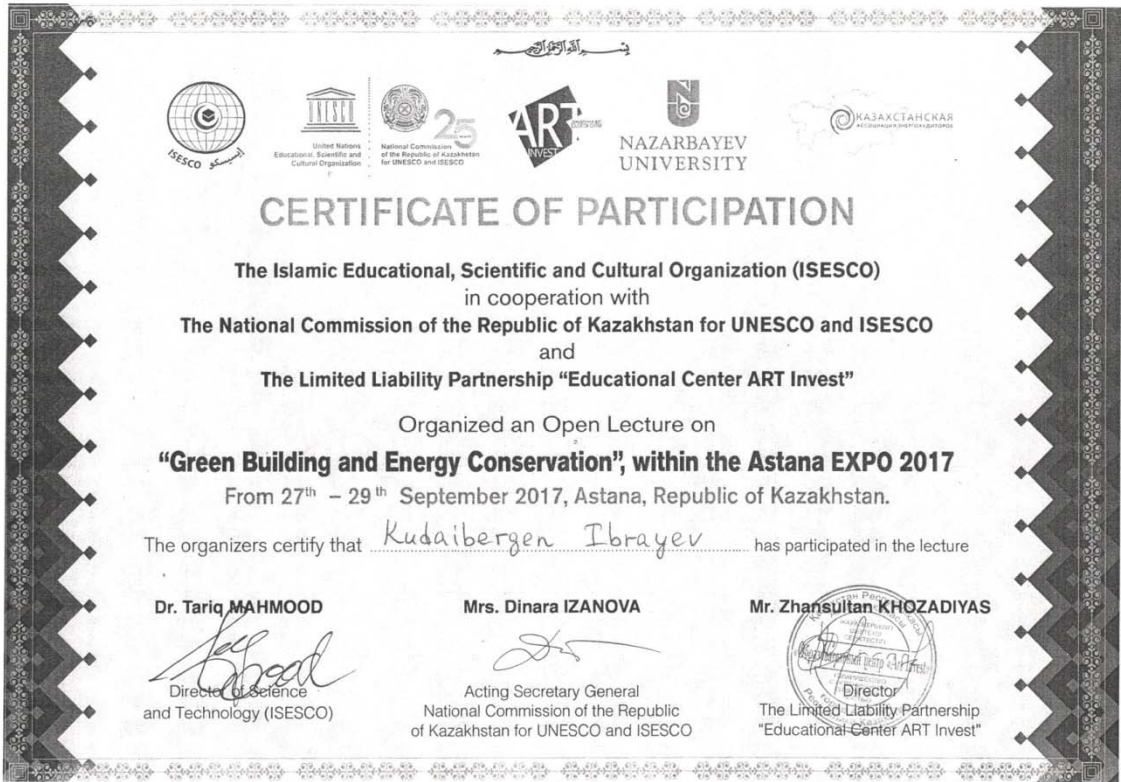 بسم الله الرحمن الرحيم
ISESCO ايسيسكو
UNESCO
United Nations
Educational, Scientific and
Cultural Organization
25
National Commission
of the Republic of Kazakhstan
for UNESCO and ISESCO
ART
INVEST
NAZARBAYEV
UNIVERSITY
КАЗАХСТАНСКАЯ
АССОЦИАЦИЯ ЭНЕРГОАУДИТОРОВ
CERTIFICATE OF PARTICIPATION
The Islamic Educational, Scientific and Cultural Organization (ISESCO)
in cooperation with
The National Commission of the Republic of Kazakhstan for UNESCO and ISESCO
and
The Limited Liability Partnership “Educational Center ART Invest”
Organized an Open Lecture on
“Green Building and Energy Conservation”, within the Astana EXPO 2017
From 27th – 29th September 2017, Astana, Republic of Kazakhstan.
The organizers certify that Kudaibergen Ibrayev has participated in the lecture
Dr. Tariq MAHMOOD
Director of Science
and Technology (ISESCO)
Mrs. Dinara IZANOVA
Acting Secretary General
National Commission of the Republic
of Kazakhstan for UNESCO and ISESCO
Mr. Zhansultan KHOZADIYAS
Director
The Limited Liability Partnership
"Educational Center ART Invest"